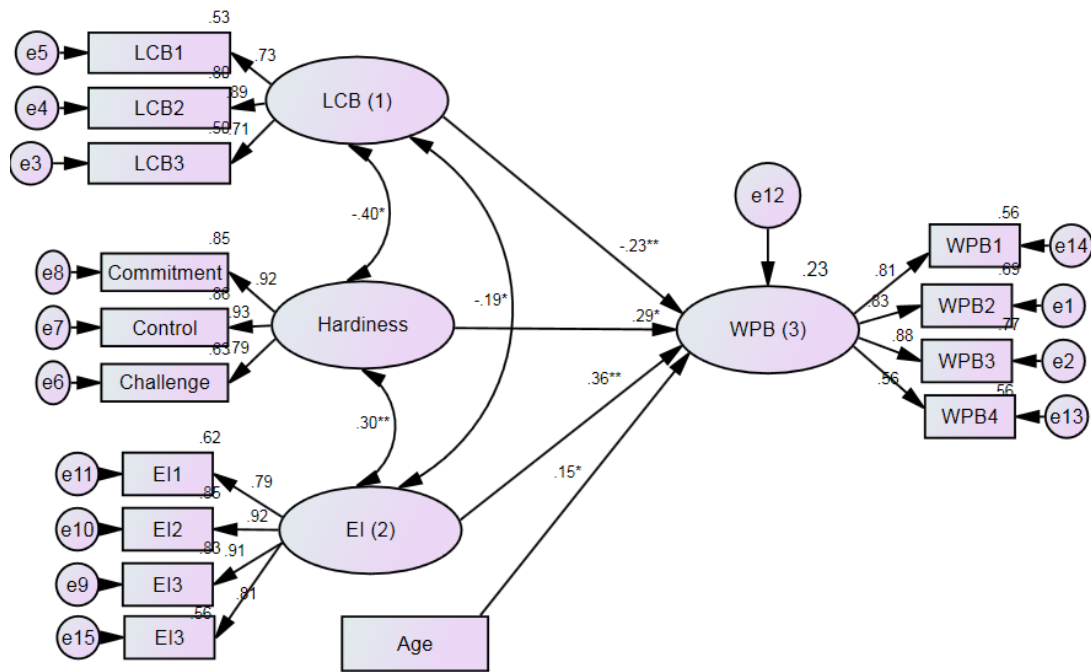 .53
e5
LCB1
.73
.80
e4
LCB2
.89
LCB (1)
.50
.71
e3
LCB3
-.40*
-.23**
-.19*
e12
.85
e8
Commitment
.92
.86
e7
Control
.93
Hardiness
.63
.79
e6
Challenge
.29*
.23
WPB (3)
.56
.81
WPB1
e14
.69
.83
WPB2
e1
.77
.88
WPB3
e2
.56
.56
WPB4
e13
.30**
.36**
.15*
.62
e11
EI1
.79
.85
e10
EI2
.92
EI (2)
.83
.91
e9
EI3
.81
.56
e15
EI3
Age